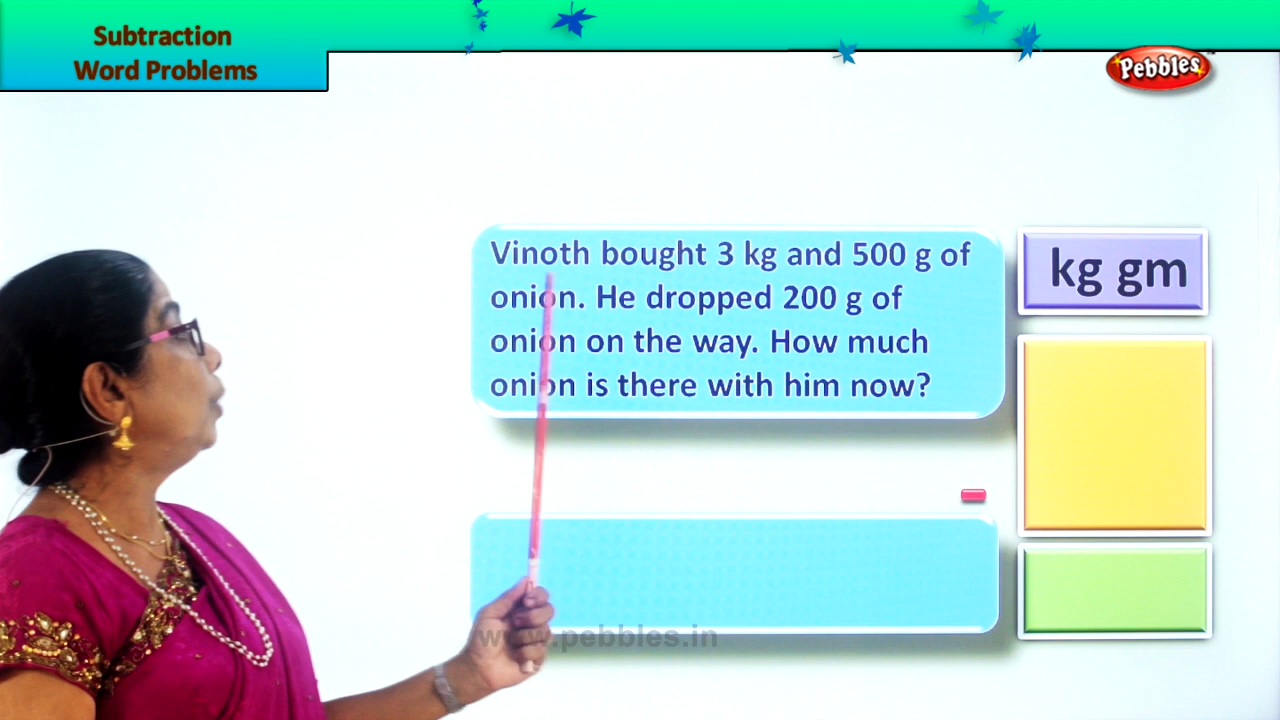 Subtraction
Word Problems
Pebbles
Vinoth bought 3 kg and 500 g of
onion. He dropped 200 g of
onion on the way. How much
onion is there with him now?
kg gm
-
www.pebbles.in